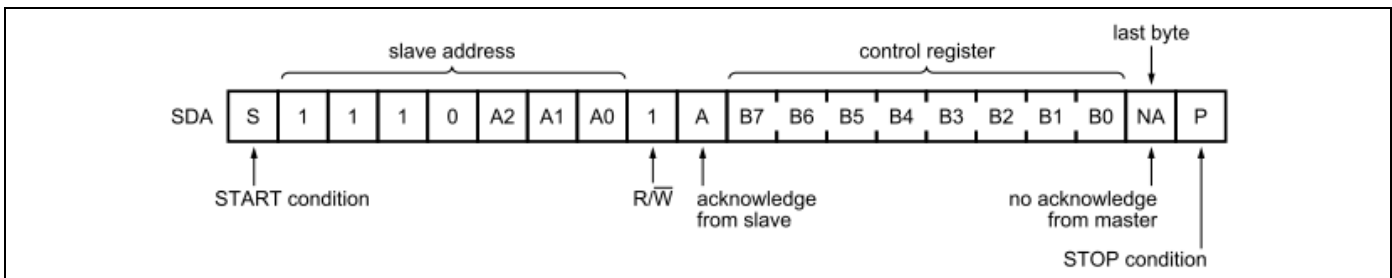 last byte
slave address
control register
SDA S 1 1 1 0 A2 A1 A0 1 A B7 B6 B5 B4 B3 B2 B1 B0 NA P
START condition
R/W̅
acknowledge
from slave
no acknowledge
from master
STOP condition